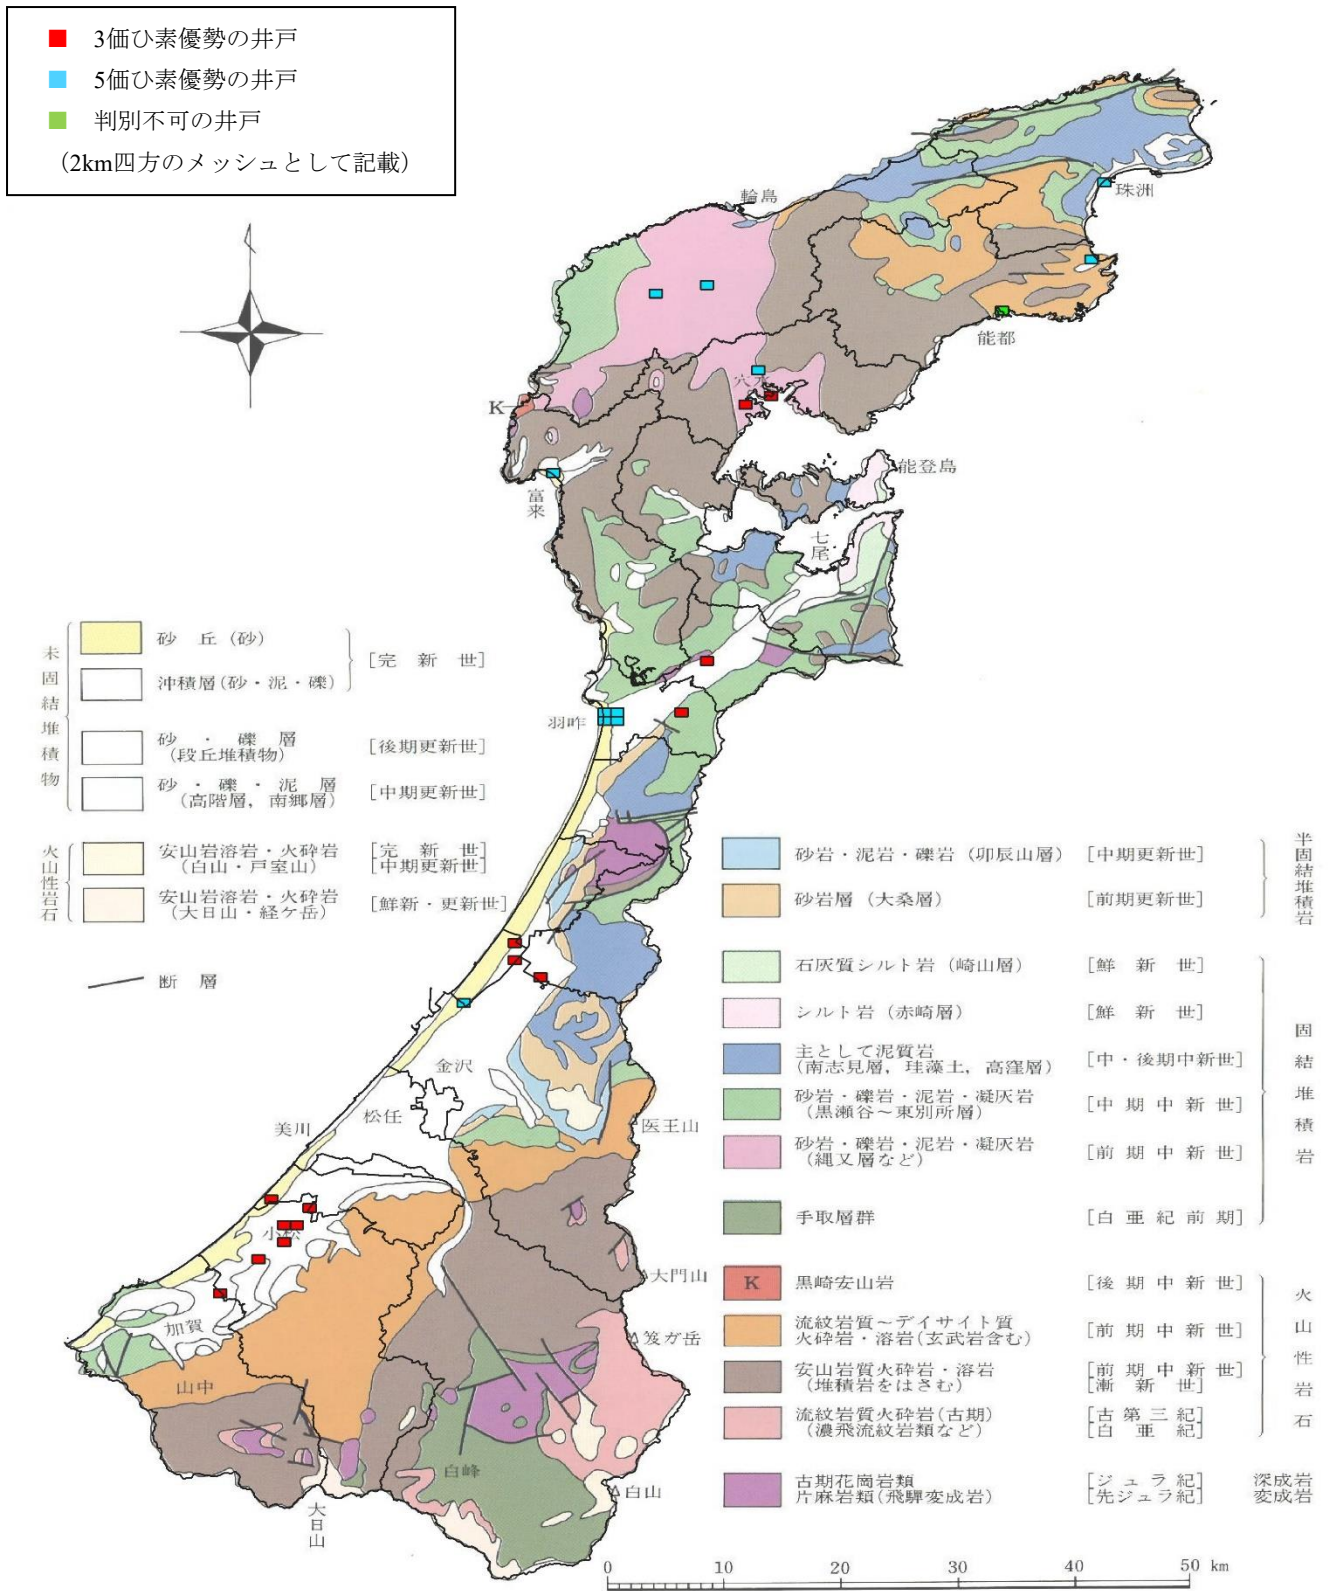 3価ひ素優勢の井戸
5価ひ素優勢の井戸
判別不可の井戸
（2km四方のメッシュとして記載）
輪島
珠洲
能都
穴水
K
能登島
富来
七尾
羽咋
金沢
松任
美川
小松
加賀
山中
医王山
大門山
笈ガ岳
白峰
白山
大日山
未固結堆積物
砂 丘（砂）
沖積層（砂・泥・礫）
［完 新 世］
砂 ・ 礫 層
（段丘堆積物）
［後期更新世］
砂 ・ 礫 ・ 泥 層
（高階層，南郷層）
［中期更新世］
火山性岩石
安山岩溶岩・火砕岩
（白山・戸室山）
［完 新 世］
［中期更新世］
安山岩溶岩・火砕岩
（大日山・経ケ岳）
［鮮新・更新世］
断 層
砂岩・泥岩・礫岩（卯辰山層）
［中期更新世］
砂岩層（大桑層）
［前期更新世］
半固結堆積岩
石灰質シルト岩（崎山層）
［鮮 新 世］
シルト岩（赤崎層）
［鮮 新 世］
主として泥質岩
（南志見層，珪藻土，高窪層）
［中・後期中新世］
砂岩・礫岩・泥岩・凝灰岩
（黒瀬谷〜東別所層）
［中 期 中 新 世］
砂岩・礫岩・泥岩・凝灰岩
（縄又層など）
［前 期 中 新 世］
手取層群
［白 亜 紀 前 期］
固結堆積岩
K
黒崎安山岩
［後 期 中 新 世］
流紋岩質〜デイサイト質
火砕岩・溶岩（玄武岩含む）
［前 期 中 新 世］
安山岩質火砕岩・溶岩
（堆積岩をはさむ）
［前 期 中 新 世］
［漸 新 世］
流紋岩質火砕岩（古期）
（濃飛流紋岩類など）
［古 第 三 紀］
［白 亜 紀］
火山性岩石
古期花崗岩類
片麻岩類（飛騨変成岩）
［ジ ュ ラ 紀］
［先ジュラ紀］
深成岩
変成岩
0 10 20 30 40 50 km